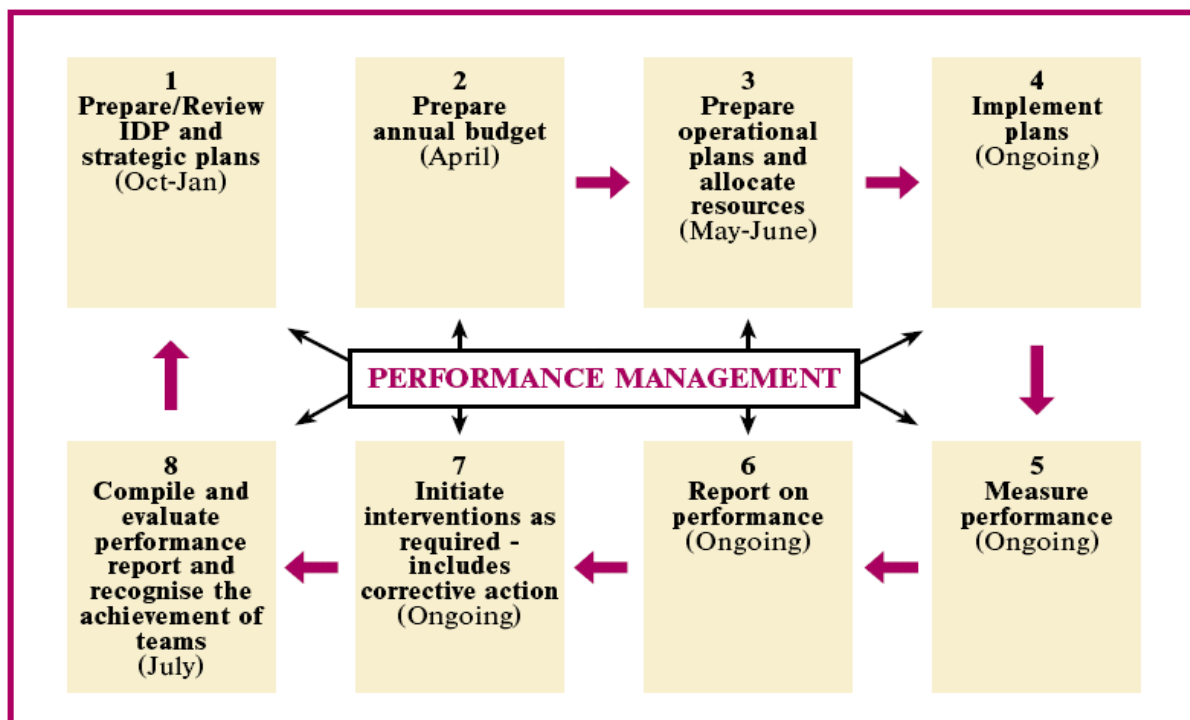 1
Prepare/Review
IDP and
strategic plans
(Oct-Jan)
2
Prepare
annual budget
(April)
3
Prepare
operational
plans and
allocate
resources
(May-June)
4
Implement
plans
(Ongoing)
PERFORMANCE MANAGEMENT
8
Compile and
evaluate
performance
report and
recognise the
achievement of
teams
(July)
7
Initiate
interventions as
required -
includes
corrective action
(Ongoing)
6
Report on
performance
(Ongoing)
5
Measure
performance
(Ongoing)